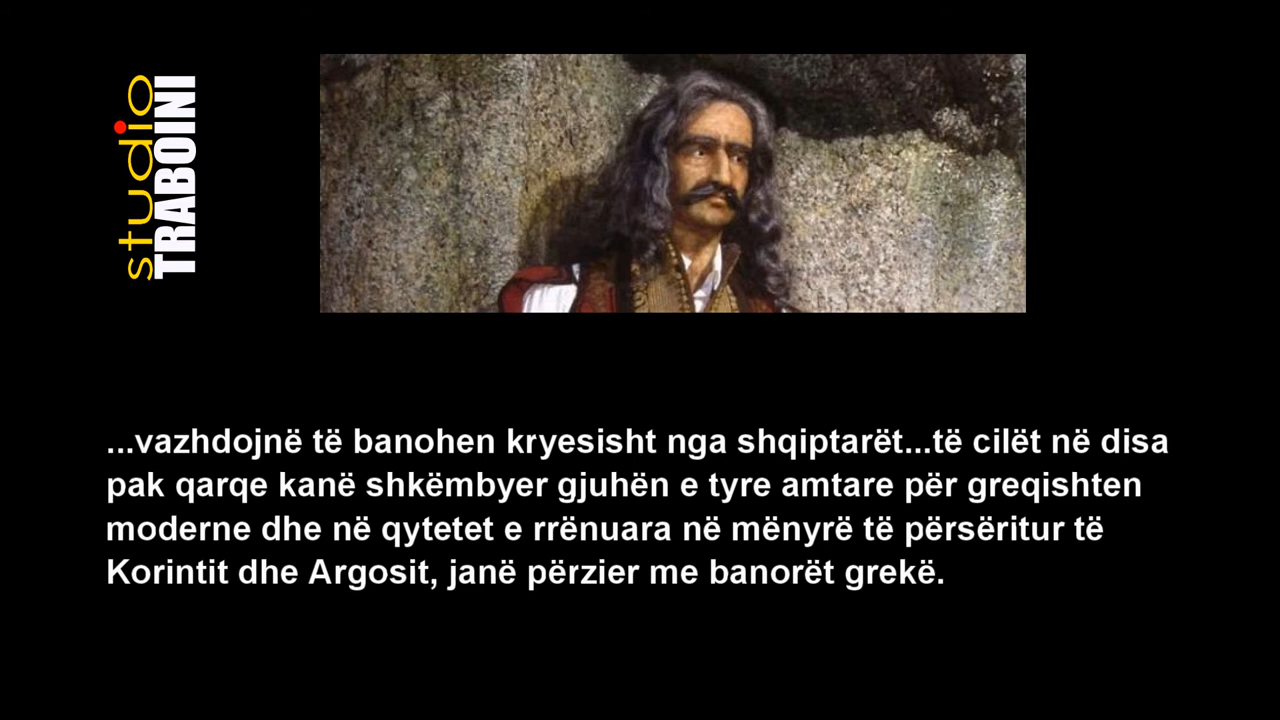 studio
TRABOINI
...vazhdojnë të banohen kryesisht nga shqiptarët...të cilët në disa
pak qarqe kanë shkëmbyer gjuhën e tyre amtare për greqishten
moderne dhe në qytetet e rrënuara në mënyrë të përsëritur të
Korintit dhe Argosit, janë përzier me banorët grekë.